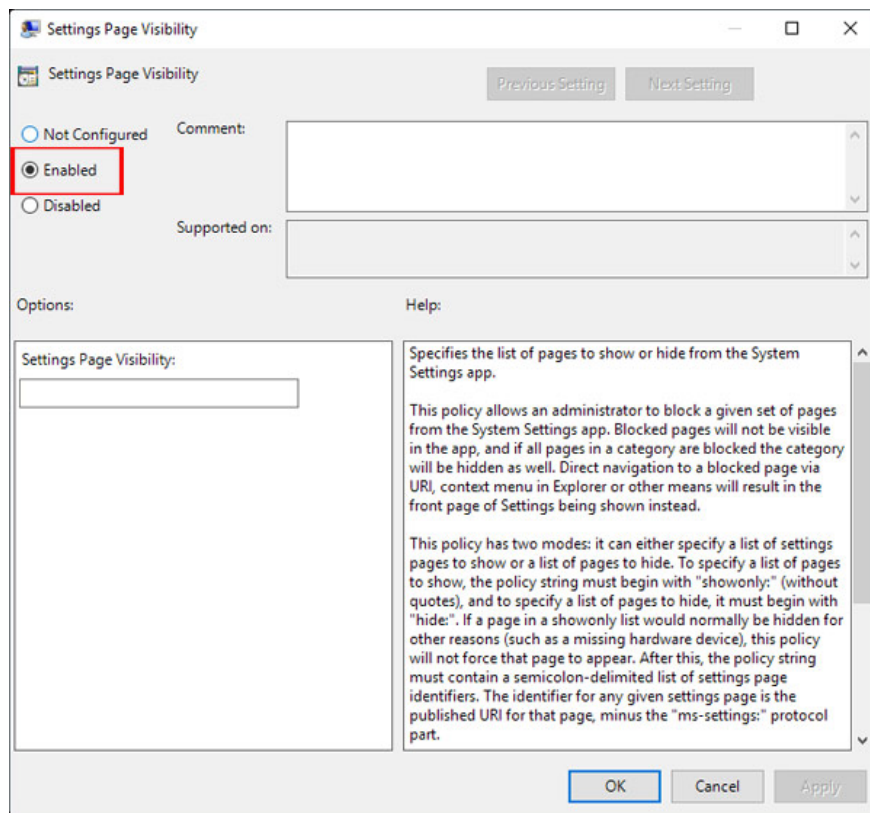 Settings Page Visibility
Settings Page Visibility
Previous Setting
Next Setting
Not Configured
Enabled
Disabled
Comment:
Supported on:
Options:
Help:
Settings Page Visibility:
Specifies the list of pages to show or hide from the System
Settings app.
This policy allows an administrator to block a given set of pages
from the System Settings app. Blocked pages will not be visible
in the app, and if all pages in a category are blocked the category
will be hidden as well. Direct navigation to a blocked page via
URI, context menu in Explorer or other means will result in the
front page of Settings being shown instead.
This policy has two modes: it can either specify a list of settings
pages to show or a list of pages to hide. To specify a list of pages
to show, the policy string must begin with "showonly:" (without
quotes), and to specify a list of pages to hide, it must begin with
"hide:". If a page in a showonly list would normally be hidden for
other reasons (such as a missing hardware device), this policy
will not force that page to appear. After this, the policy string
must contain a semicolon-delimited list of settings page
identifiers. The identifier for any given settings page is the
published URI for that page, minus the "ms-settings:" protocol
part.
OK
Cancel
Apply